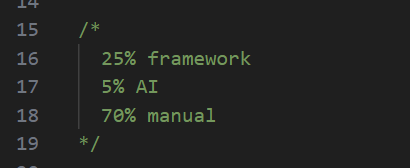 14
15 /*
16 25% framework
17 5% AI
18 70% manual
19 */